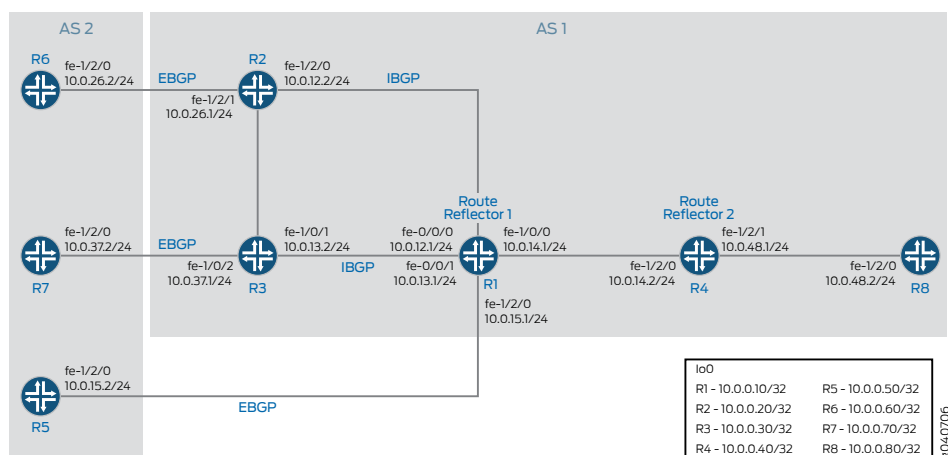 AS 2
AS 1
R6
fe-1/2/0
10.0.26.2/24
EBGP
R2
fe-1/2/0
10.0.12.2/24
IBGP
fe-1/2/1
10.0.26.1/24
Route
Reflector 1
Route
Reflector 2
fe-1/2/0
10.0.37.2/24
EBGP
fe-1/0/1
10.0.13.2/24
fe-0/0/0
10.0.12.1/24
fe-1/0/0
10.0.14.1/24
fe-1/2/1
10.0.48.1/24
R7
fe-1/0/2
10.0.37.1/24
R3
IBGP
fe-0/0/1
10.0.13.1/24
R1
fe-1/2/0
10.0.14.2/24
R4
fe-1/2/0
10.0.48.2/24
R8
fe-1/2/0
10.0.15.1/24
fe-1/2/0
10.0.15.2/24
R5
EBGP
lo0
R1 - 10.0.0.10/32 R5 - 10.0.0.50/32
R2 - 10.0.0.20/32 R6 - 10.0.0.60/32
R3 - 10.0.0.30/32 R7 - 10.0.0.70/32
R4 - 10.0.0.40/32 R8 - 10.0.0.80/32